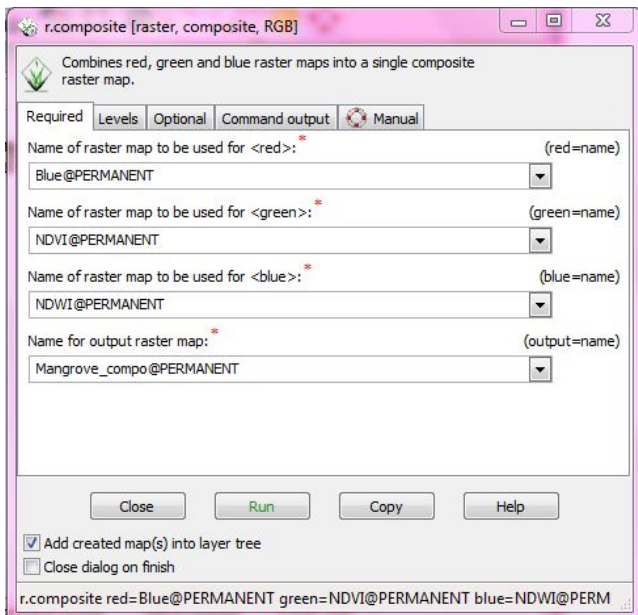 r.composite [raster, composite, RGB]
Combines red, green and blue raster maps into a single composite
raster map.
Required Levels Optional Command output Manual
Name of raster map to be used for <red>:* (red=name)
Blue@PERMANENT
Name of raster map to be used for <green>:* (green=name)
NDVI@PERMANENT
Name of raster map to be used for <blue>:* (blue=name)
NDWI@PERMANENT
Name for output raster map:* (output=name)
Mangrove_compo@PERMANENT
Close Run Copy Help
Add created map(s) into layer tree
Close dialog on finish
r.composite red=Blue@PERMANENT green=NDVI@PERMANENT blue=NDWI@PERM